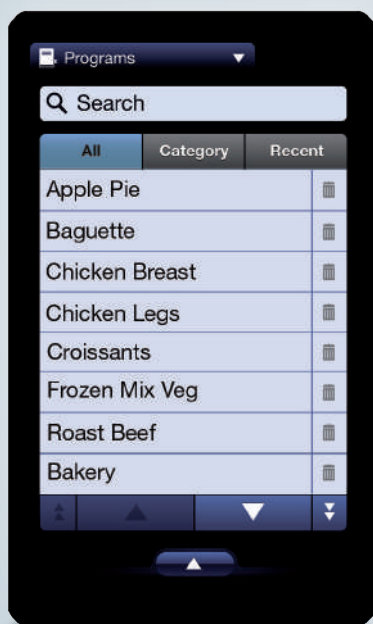 Programs
Search
All Category Recent
Apple Pie
Baguette
Chicken Breast
Chicken Legs
Croissants
Frozen Mix Veg
Roast Beef
Bakery